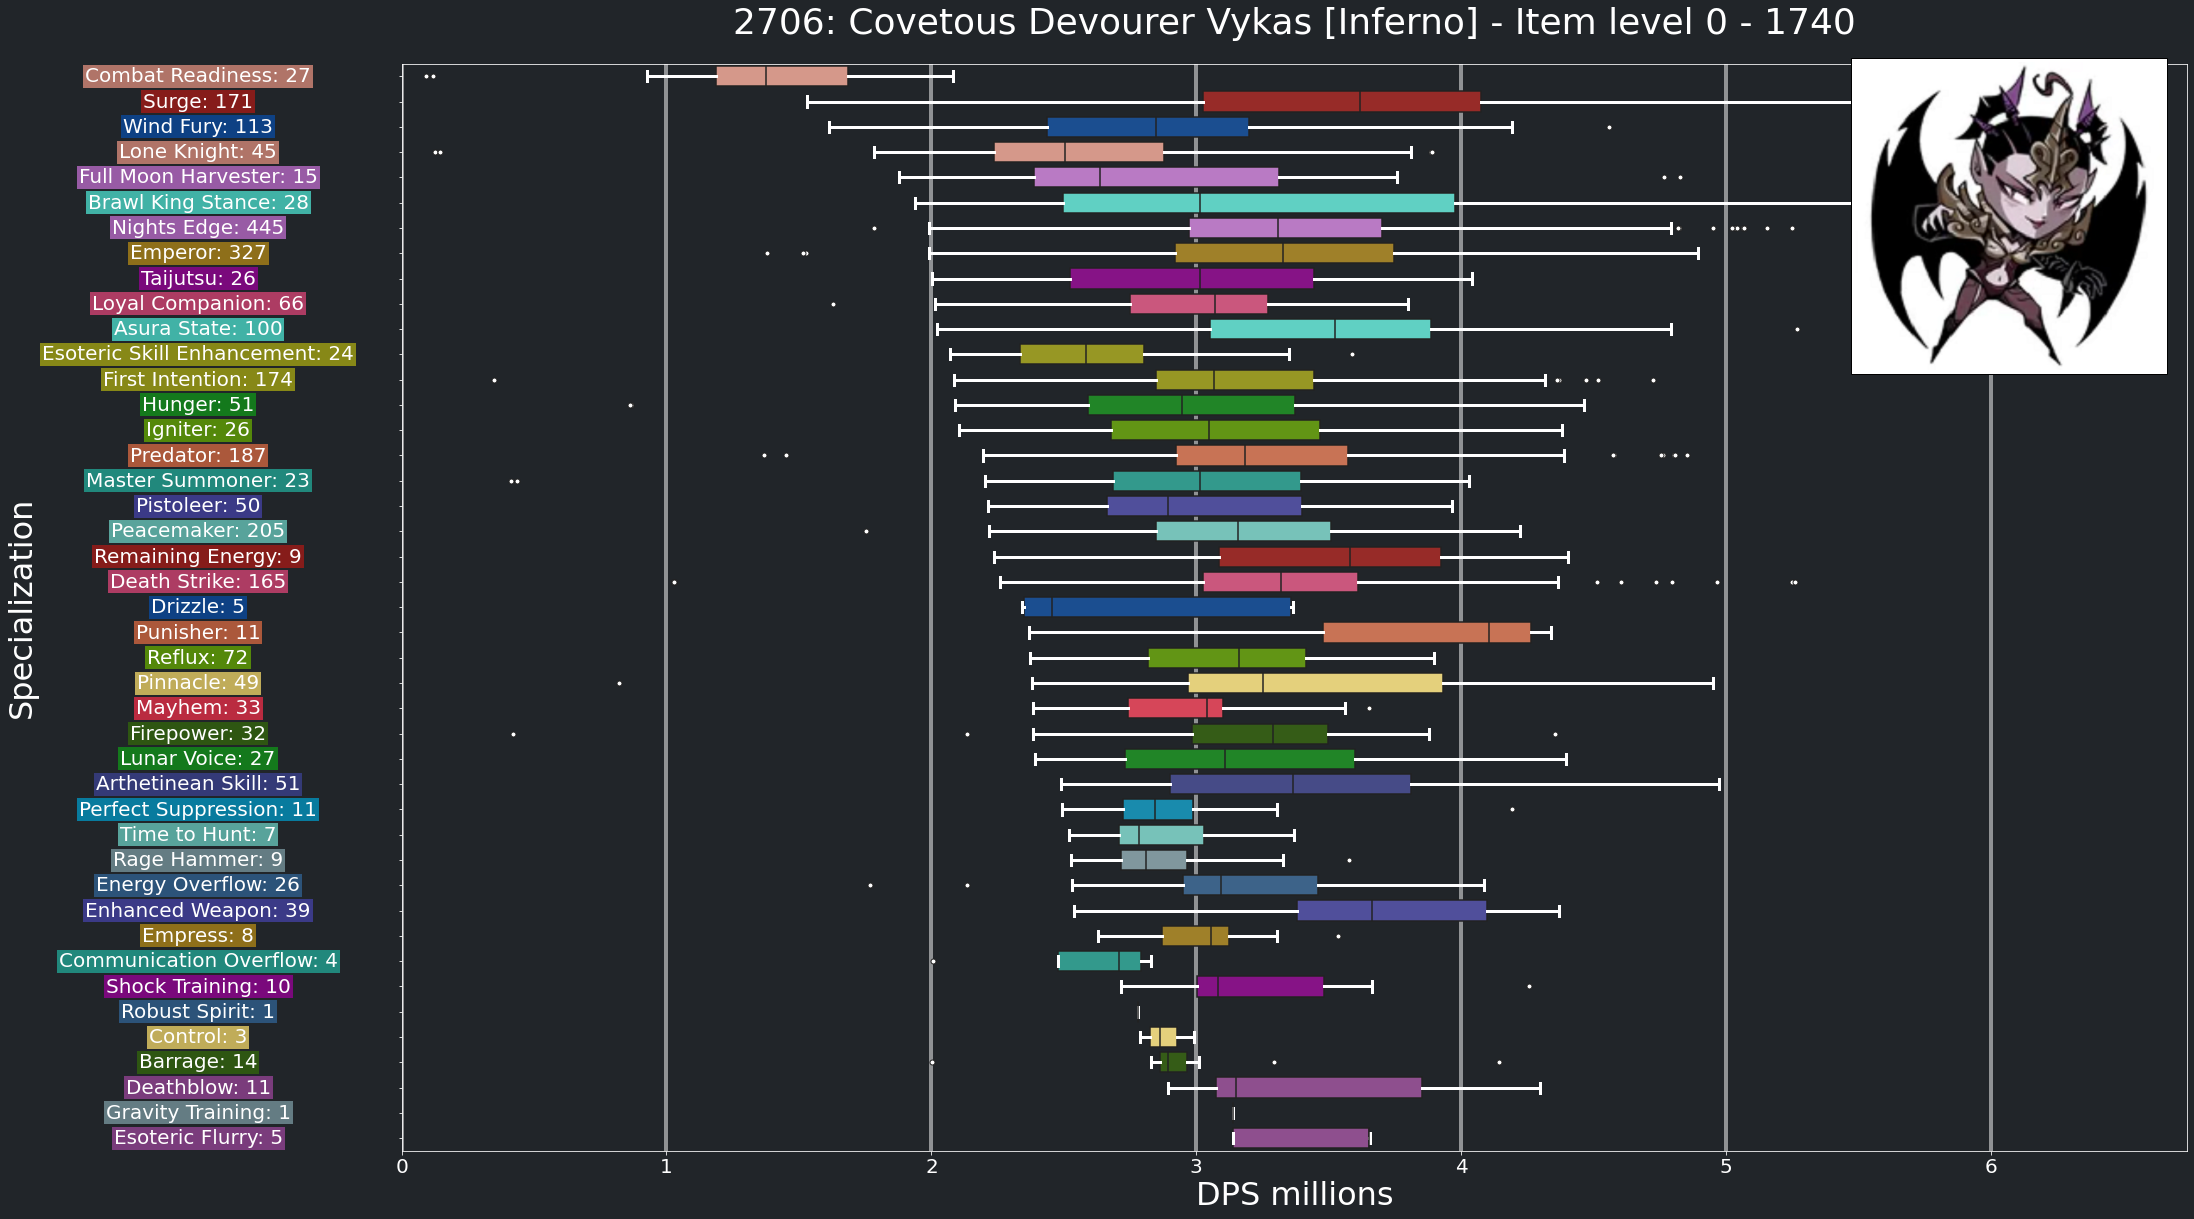 2706: Covetous Devourer Vykas [Inferno] - Item level 0 - 1740
Combat Readiness: 27
Surge: 171
Wind Fury: 113
Lone Knight: 45
Full Moon Harvester: 15
Brawl King Stance: 28
Nights Edge: 445
Emperor: 327
Taijutsu: 26
Loyal Companion: 66
Asura State: 100
Esoteric Skill Enhancement: 24
First Intention: 174
Hunger: 51
Igniter: 26
Predator: 187
Master Summoner: 23
Pistoleer: 50
Peacemaker: 205
Remaining Energy: 9
Death Strike: 165
Drizzle: 5
Punisher: 11
Reflux: 72
Pinnacle: 49
Mayhem: 33
Firepower: 32
Lunar Voice: 27
Arthetinean Skill: 51
Perfect Suppression: 11
Time to Hunt: 7
Rage Hammer: 9
Energy Overflow: 26
Enhanced Weapon: 39
Empress: 8
Communication Overflow: 4
Shock Training: 10
Robust Spirit: 1
Control: 3
Barrage: 14
Deathblow: 11
Gravity Training: 1
Esoteric Flurry: 5
Specialization
0 1 2 3 4 5 6
DPS millions